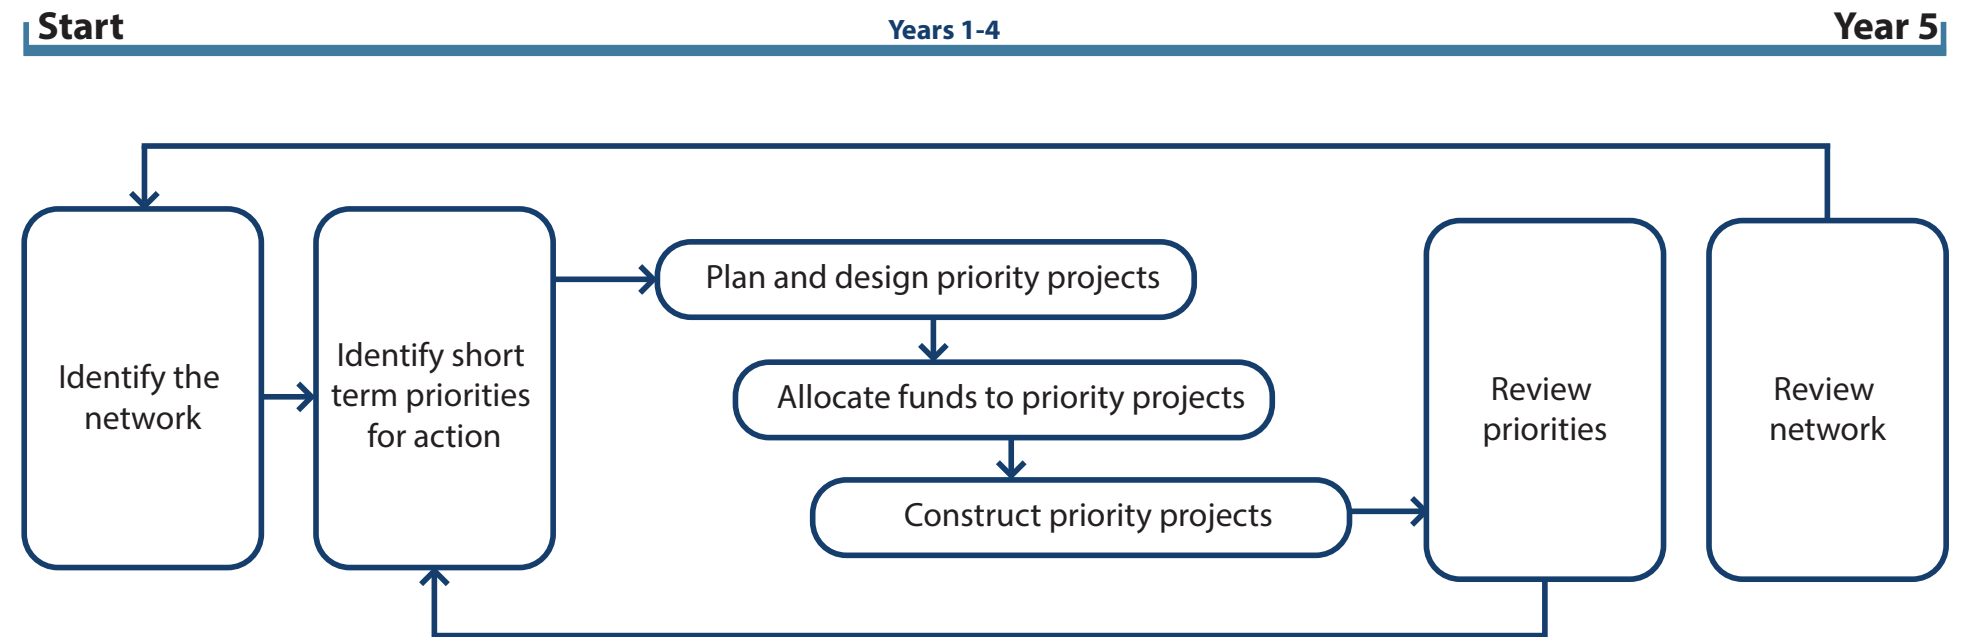 Start
Years 1-4
Year 5
Identify the
network
Identify short
term priorities
for action
Plan and design priority projects
Allocate funds to priority projects
Construct priority projects
Review
priorities
Review
network